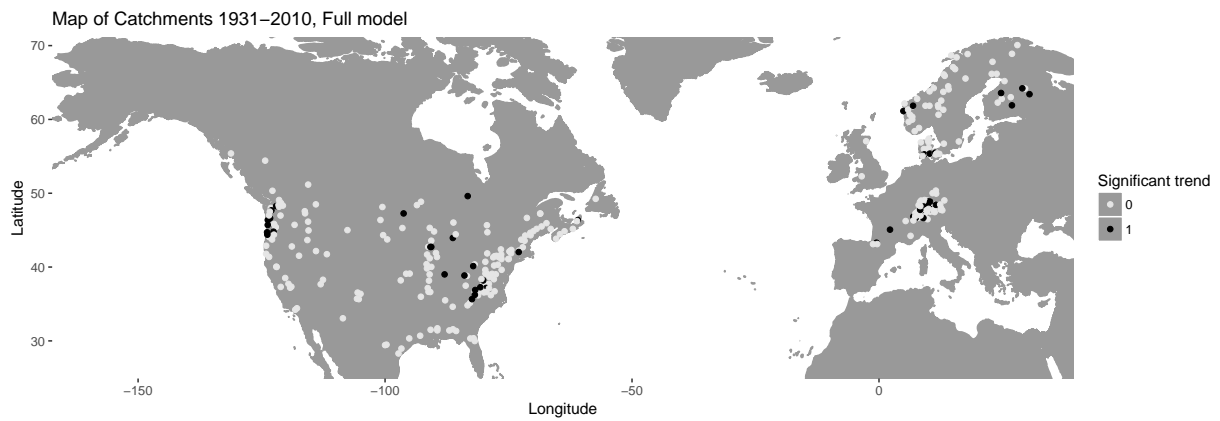 Map of Catchments 1931−2010, Full model
70
60
50
40
30
Latitude
−150
−100
−50
0
Longitude
Significant trend
0
1